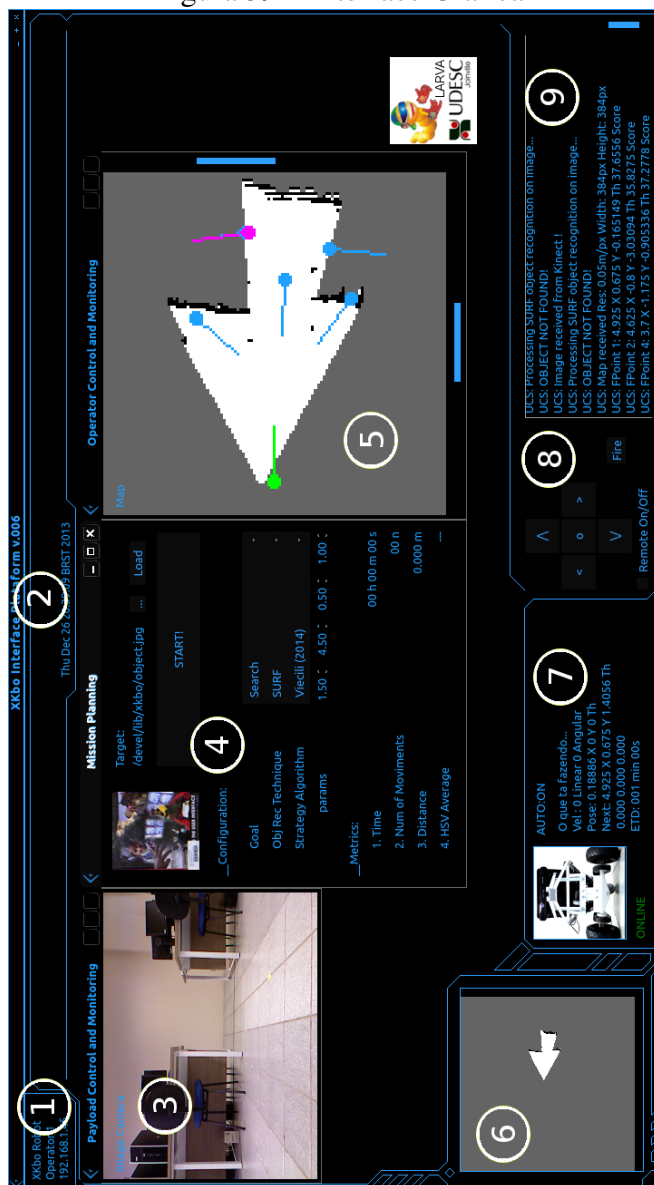 XKbo Interface Plataform v.006
1
XKbo Robot
Operator 1
2
Thu Dec 26
BRST 2013
Payload Control and Monitoring
3
Mission Planning
Target:
/devel/lib/xkbo/object.jpg
...
Load
START!
4
__Configuration:
Goal
Search
Obj Rec Technique
SURF
Strategy Algorithm
Viecili (2014)
params
1.50
4.50
0.50
1.00
__Metrics:
1. Time
00 h 00 m 00 s
2. Num of Moviments
00 h
3. Distance
0.000 m
4. HSV Average
---
Operator Control and Monitoring
Map
5
LARVA
UDESC
Joinville
6
ONLINE
AUTO ON
7
O que ta fazendo...
Vel : 0 Linear 0 Angular
Pose: 0.18886 X 0 Y 0 Th
Next: 4.925 X 0.675 Y 1.4056 Th
0.000 0.000 0.000
ETD: 001 min 00s
8
<
o
>
Fire
Remote On/Off
9
UCS: Processing SURF object recognition on image...
UCS: OBJECT NOT FOUND!
UCS: Image received from Kinect !
UCS: Processing SURF object recognition on image...
UCS: OBJECT NOT FOUND!
UCS: Map received Res: 0.05m/px Width: 384px Height: 384px
UCS: FPoint 1: 4.925 X 0.675 Y -0.165149 Th 37.6556 Score
UCS: FPoint 2: 4.625 X -0.8 Y -3.03094 Th 35.8275 Score
UCS: FPoint 4: 3.7 X -1.175 Y -0.905336 Th 37.2778 Score